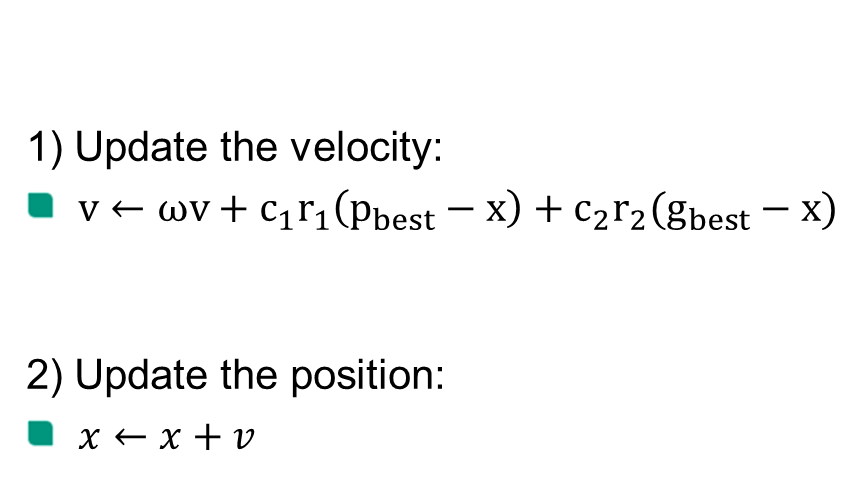 1) Update the velocity:
v ← ωv + c₁r₁(p_best − x) + c₂r₂(g_best − x)
2) Update the position:
x ← x + v